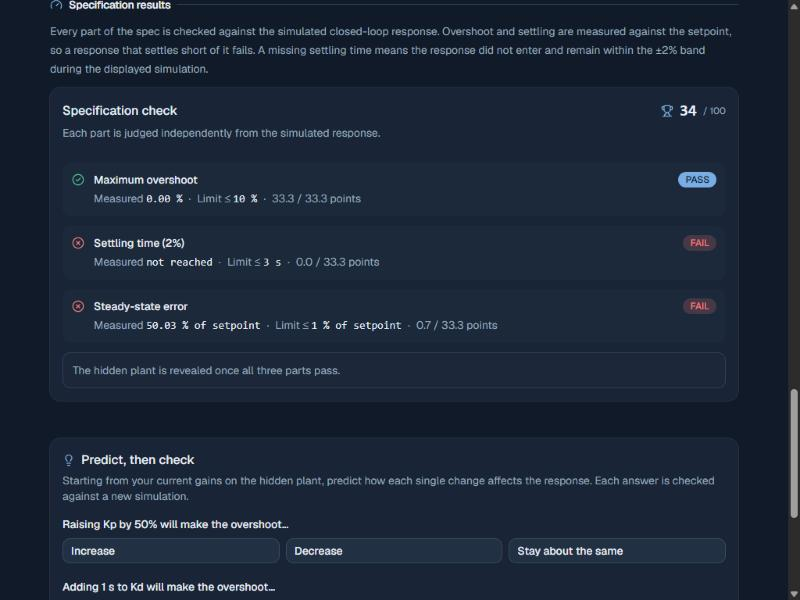 Specification results
Every part of the spec is checked against the simulated closed-loop response. Overshoot and settling are measured against the setpoint,
so a response that settles short of it fails. A missing settling time means the response did not enter and remain within the ±2% band
during the displayed simulation.
Specification check
34 / 100
Each part is judged independently from the simulated response.
Maximum overshoot
PASS
Measured 0.00 % · Limit ≤ 10 % · 33.3 / 33.3 points
Settling time (2%)
FAIL
Measured not reached · Limit ≤ 3 s · 0.0 / 33.3 points
Steady-state error
FAIL
Measured 50.03 % of setpoint · Limit ≤ 1 % of setpoint · 0.7 / 33.3 points
The hidden plant is revealed once all three parts pass.
Predict, then check
Starting from your current gains on the hidden plant, predict how each single change affects the response. Each answer is checked
against a new simulation.
Raising Kp by 50% will make the overshoot...
Increase
Decrease
Stay about the same
Adding 1 s to Kd will make the overshoot...